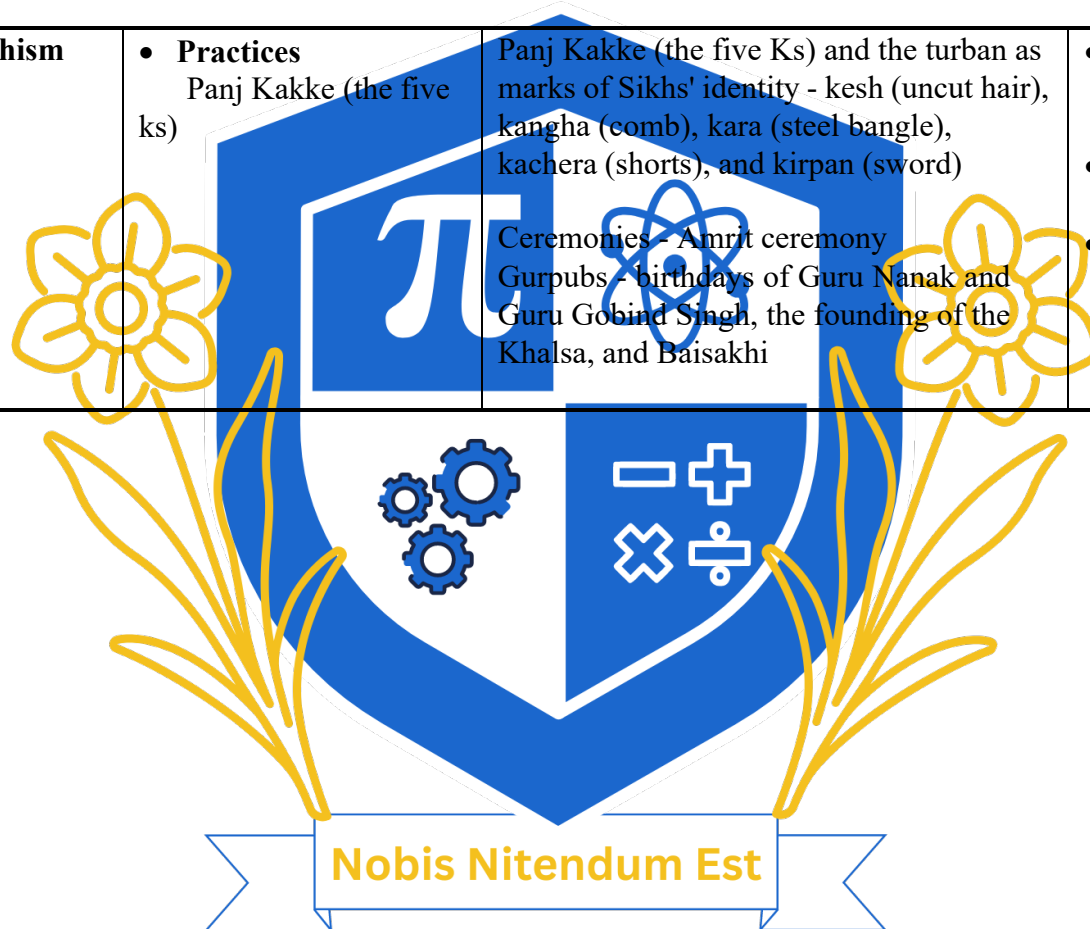 hism
• Practices
Panj Kakke (the five
ks)
Panj Kakke (the five Ks) and the turban as
marks of Sikhs' identity - kesh (uncut hair),
kangha (comb), kara (steel bangle),
kachera (shorts), and kirpan (sword)
Ceremonies - Amrit ceremony
Gurpubs - birthdays of Guru Nanak and
Guru Gobind Singh, the founding of the
Khalsa, and Baisakhi
π
Nobis Nitendum Est